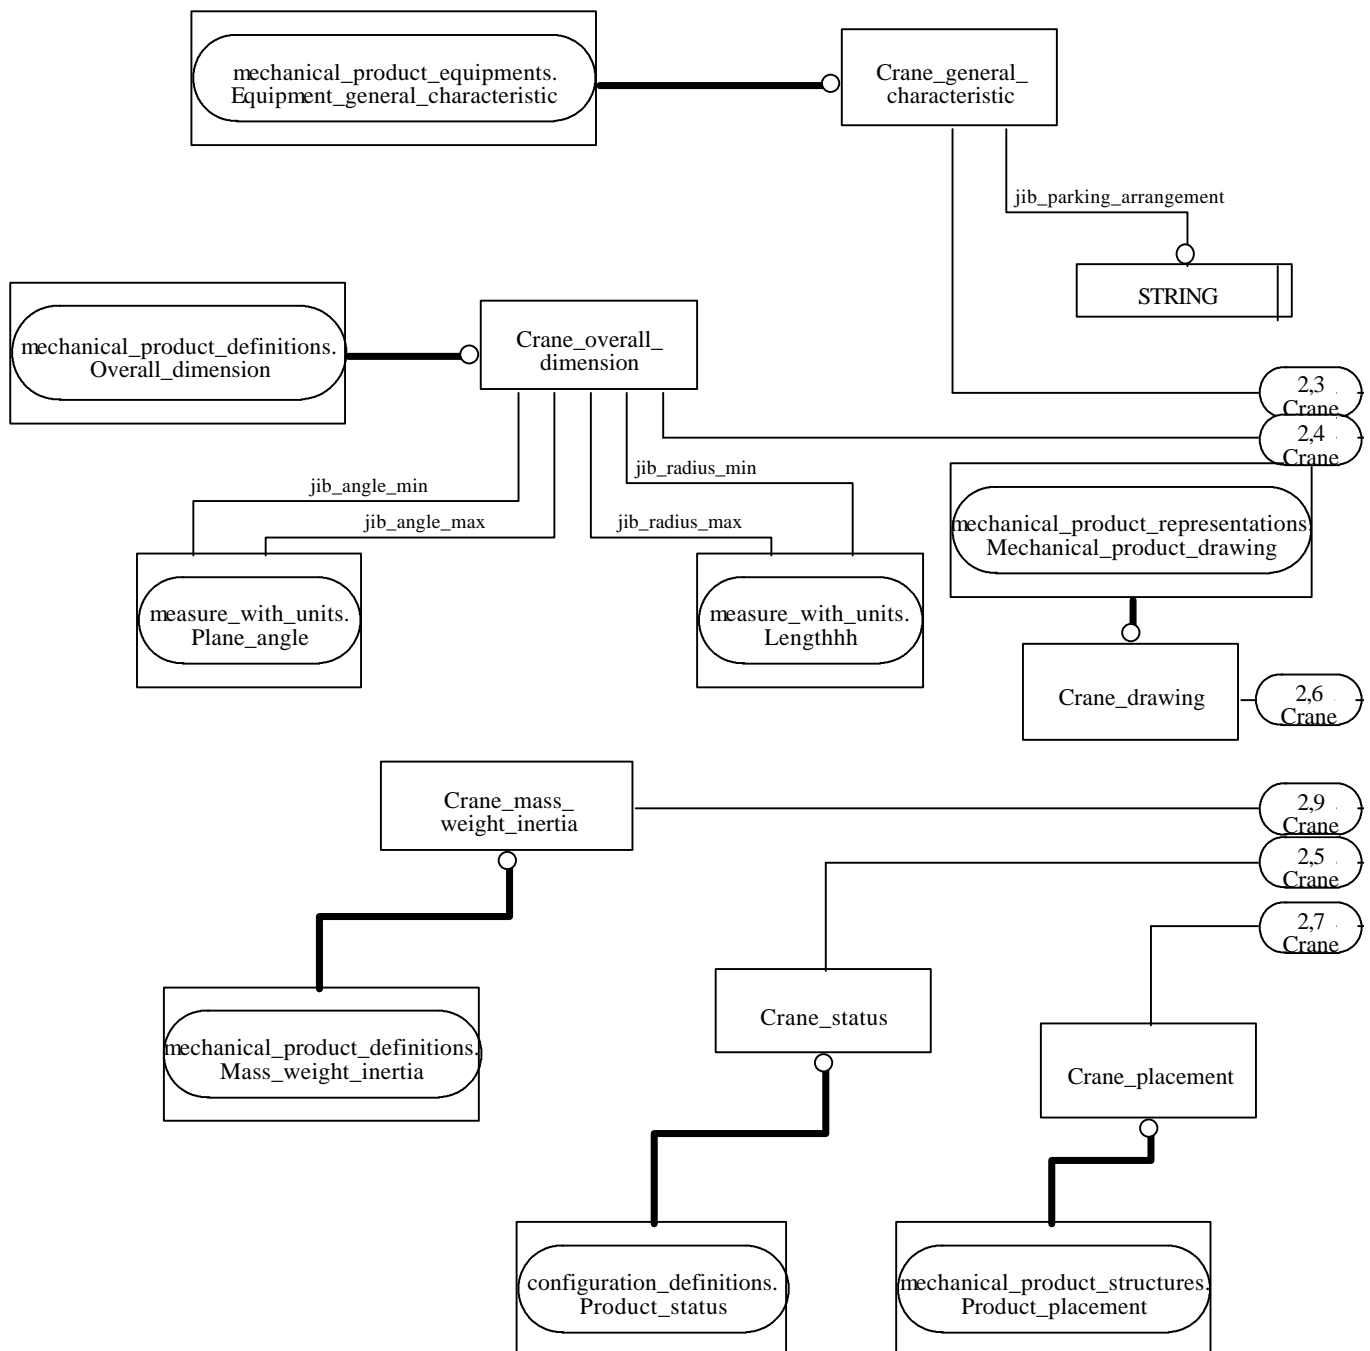 mechanical_product_equipments.
Equipment_general_characteristic
Crane_general_
characteristic
jib_parking_arrangement
STRING
mechanical_product_definitions.
Overall_dimension
Crane_overall_
dimension
2,3
Crane
2,4
Crane
jib_angle_min
jib_angle_max
jib_radius_min
jib_radius_max
mechanical_product_representations.
Mechanical_product_drawing
measure_with_units.
Plane_angle
measure_with_units.
Lengthhh
Crane_drawing
2,6
Crane
Crane_mass_
weight_inertia
2,9
Crane
2,5
Crane
2,7
Crane
Crane_status
mechanical_product_definitions.
Mass_weight_inertia
Crane_placement
configuration_definitions.
Product_status
mechanical_product_structures.
Product_placement